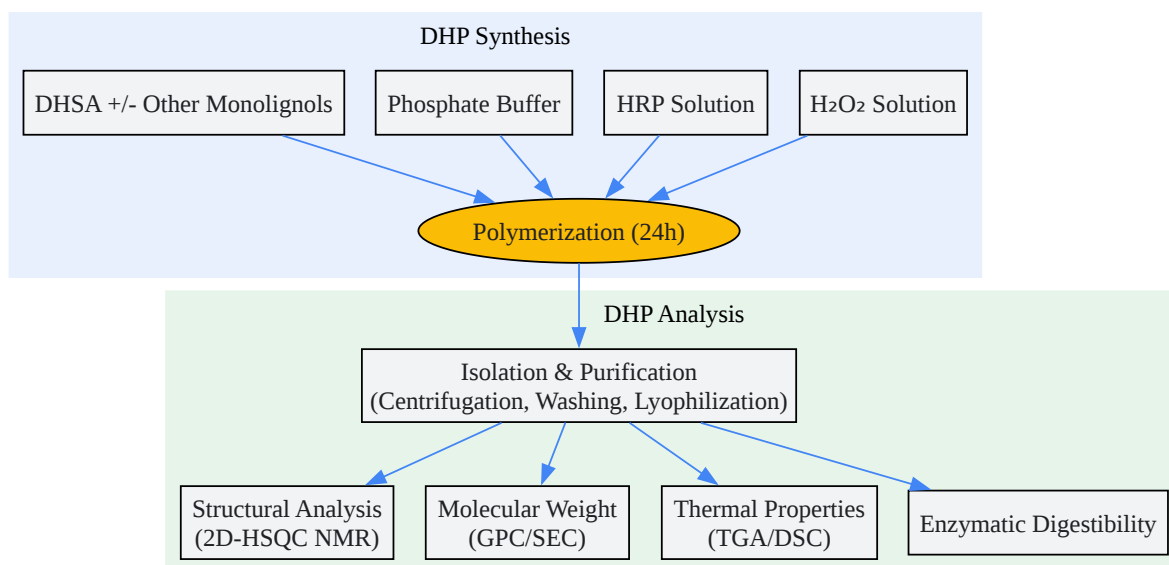 DHP Synthesis
DHSA +/- Other Monolignols
Phosphate Buffer
HRP Solution
H₂O₂ Solution
Polymerization (24h)
DHP Analysis
Isolation & Purification
(Centrifugation, Washing, Lyophilization)
Structural Analysis
(2D-HSQC NMR)
Molecular Weight
(GPC/SEC)
Thermal Properties
(TGA/DSC)
Enzymatic Digestibility